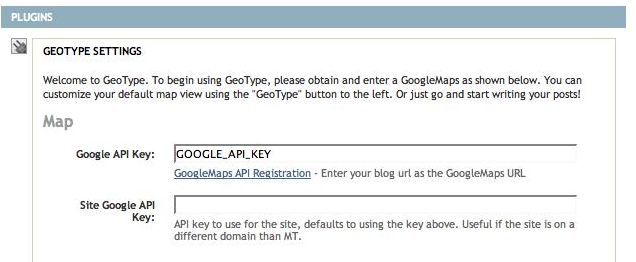 PLUGINS
GEOTYPE SETTINGS
Welcome to GeoType. To begin using GeoType, please obtain and enter a GoogleMaps as shown below. You can
customize your default map view using the "GeoType" button to the left. Or just go and start writing your posts!
Map
Google API Key: GOOGLE_API_KEY
GoogleMaps API Registration - Enter your blog url as the GoogleMaps URL
Site Google API
Key:
API key to use for the site, defaults to using the key above. Useful if the site is on a
different domain than MT.